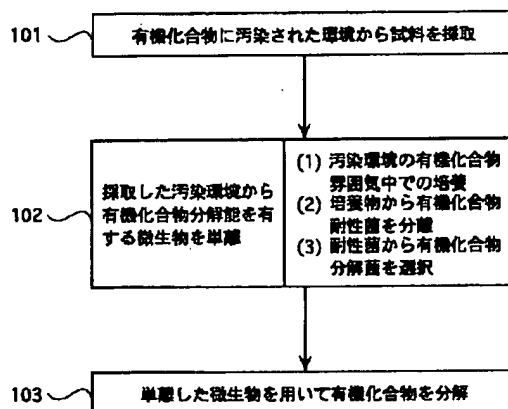 101
有機化合物に汚染された環境から試料を採取
102
採取した汚染環境から
有機化合物分解能を有
する微生物を単離
(1) 汚染環境の有機化合物
雰囲気中での培養
(2) 培養物から有機化合物
耐性菌を分離
(3) 耐性菌から有機化合物
分解菌を選択
103
単離した微生物を用いて有機化合物を分解